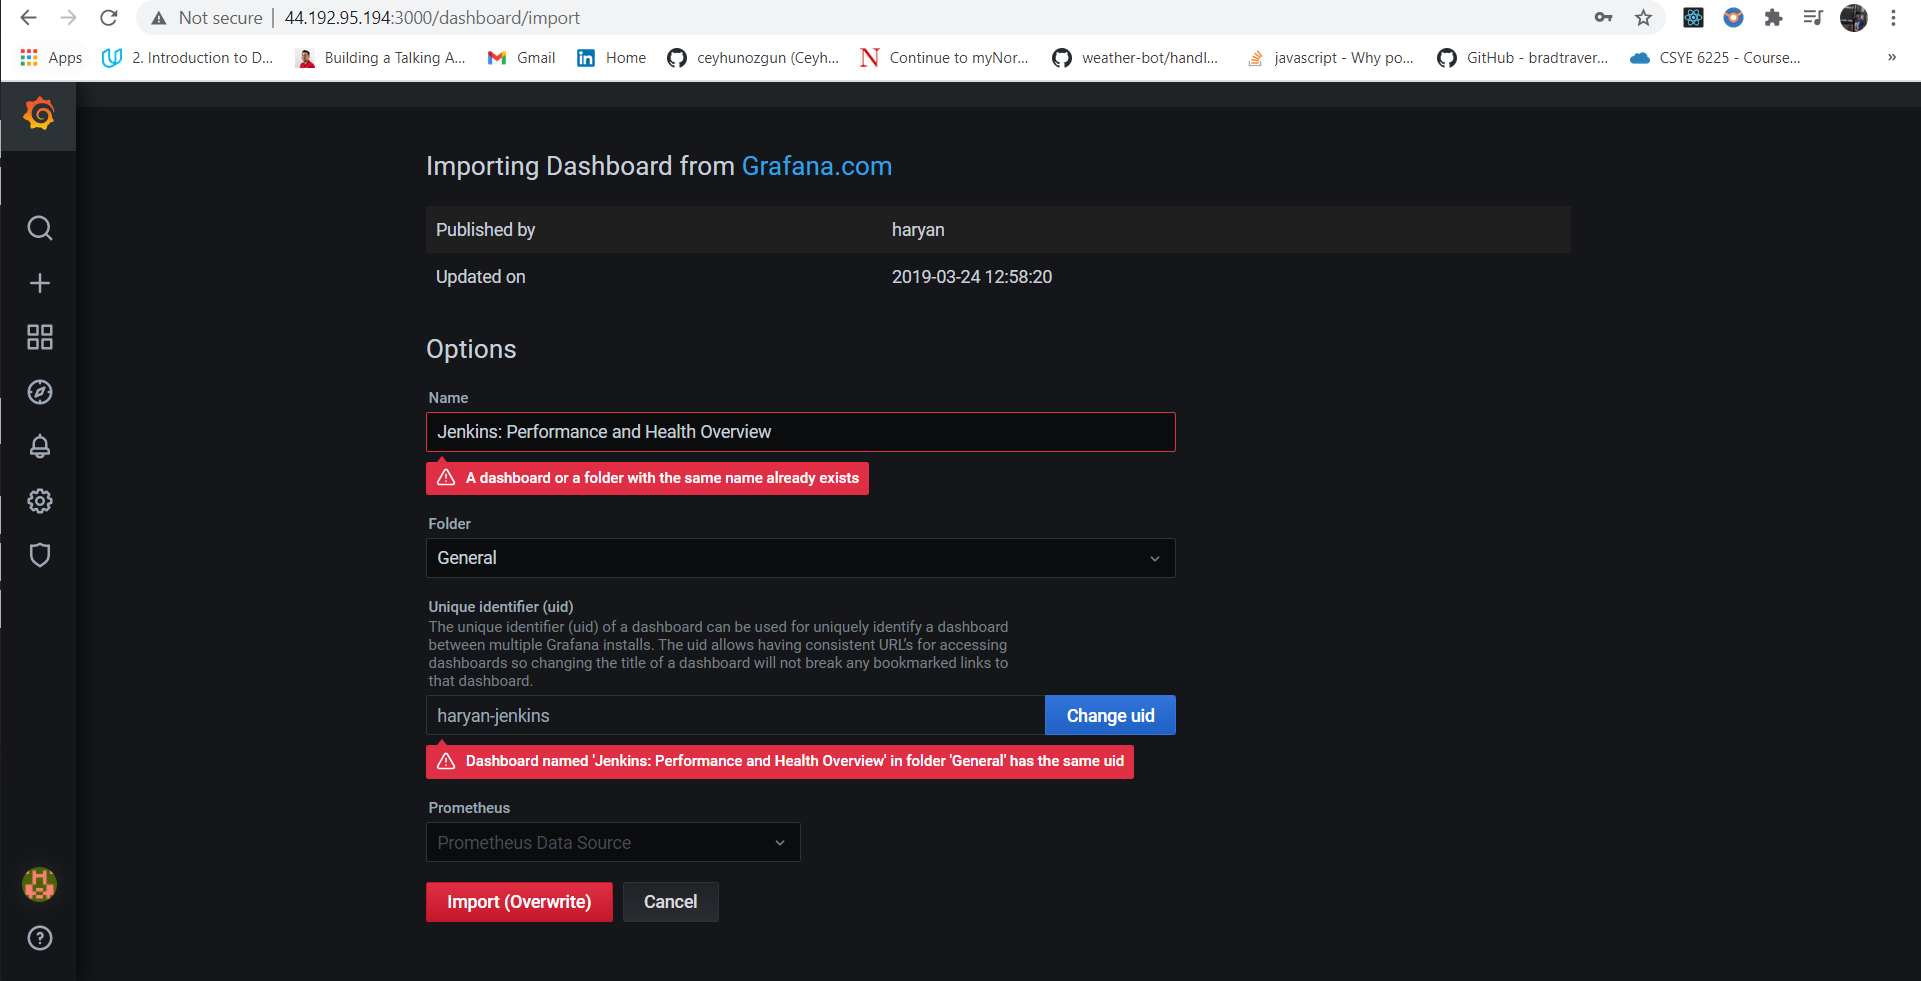 Not secure | 44.192.95.194:3000/dashboard/import
Apps 2. Introduction to D... Building a Talking A... Gmail Home ceyhunozgun (Ceyh... Continue to myNor... weather-bot/handl... javascript - Why po... GitHub - bradtraver... CSYE 6225 - Course... »
Importing Dashboard from Grafana.com
Published by haryan
Updated on 2019-03-24 12:58:20
Options
Name
Jenkins: Performance and Health Overview
A dashboard or a folder with the same name already exists
Folder
General
Unique identifier (uid)
The unique identifier (uid) of a dashboard can be used for uniquely identify a dashboard
between multiple Grafana installs. The uid allows having consistent URL's for accessing
dashboards so changing the title of a dashboard will not break any bookmarked links to
that dashboard.
haryan-jenkins Change uid
Dashboard named 'Jenkins: Performance and Health Overview' in folder 'General' has the same uid
Prometheus
Prometheus Data Source
Import (Overwrite) Cancel